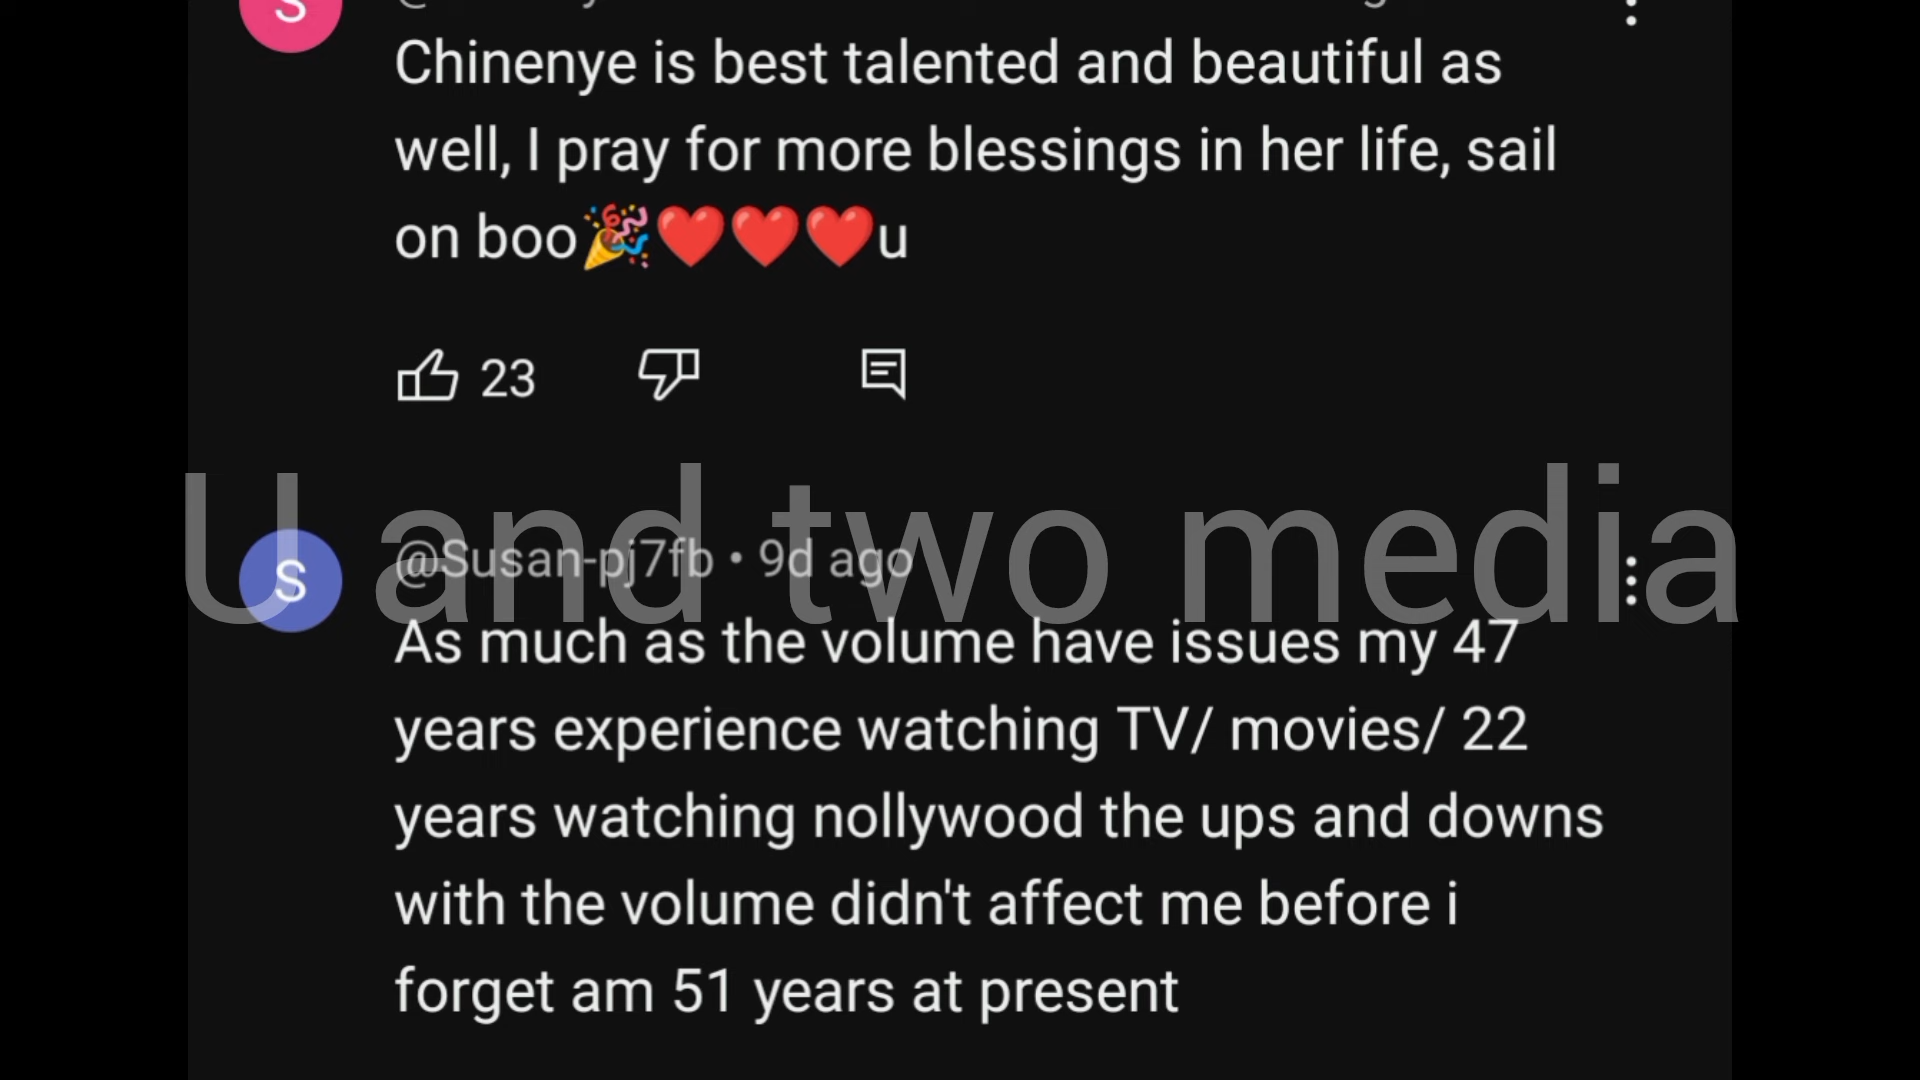 Chinenye is best talented and beautiful as
well, I pray for more blessings in her life, sail
on boo🎉❤️❤️❤️u
23
U and two media
@Susan-pj7fb • 9d ago
As much as the volume have issues my 47
years experience watching TV/ movies/ 22
years watching nollywood the ups and downs
with the volume didn't affect me before i
forget am 51 years at present